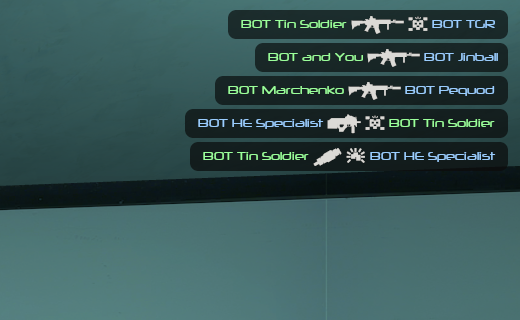 BOT Tin Soldier BOT TGR
BOT and You BOT Jinball
BOT Marchenko BOT Pequod
BOT HE Specialist BOT Tin Soldier
BOT Tin Soldier BOT HE Specialist